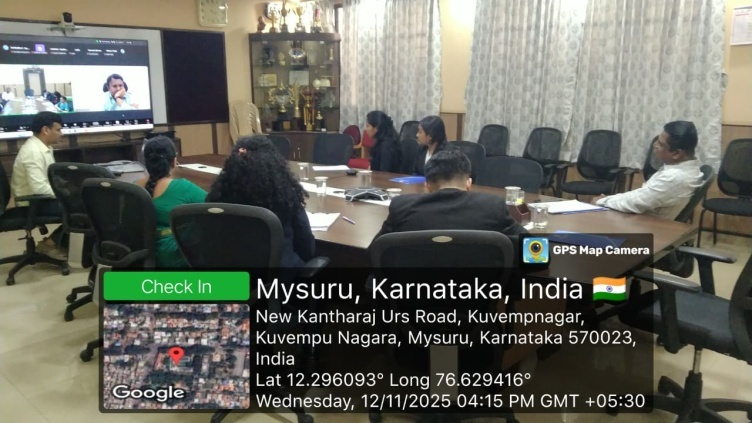 GPS Map Camera
Check In
Mysuru, Karnataka, India
New Kantharaj Urs Road, Kuvempnagar,
Kuvempu Nagara, Mysuru, Karnataka 570023,
India
Lat 12.296093° Long 76.629416°
Wednesday, 12/11/2025 04:15 PM GMT +05:30
Google